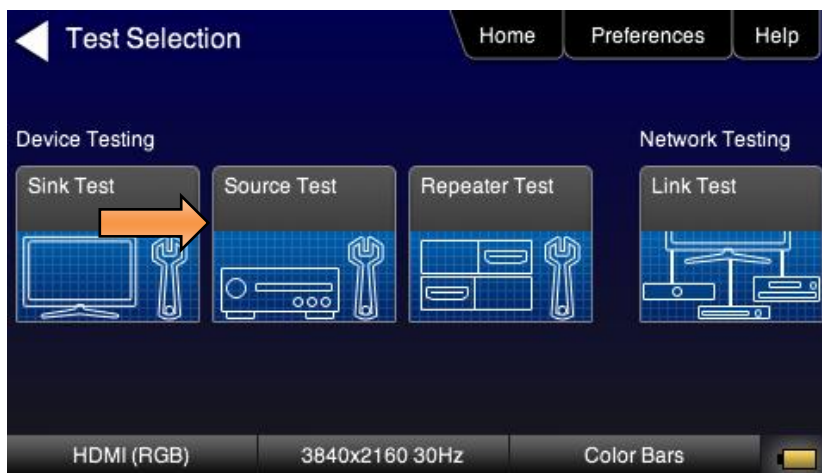 Test Selection
Home
Preferences
Help
Device Testing
Network Testing
Sink Test
Source Test
Repeater Test
Link Test
HDMI (RGB)
3840x2160 30Hz
Color Bars